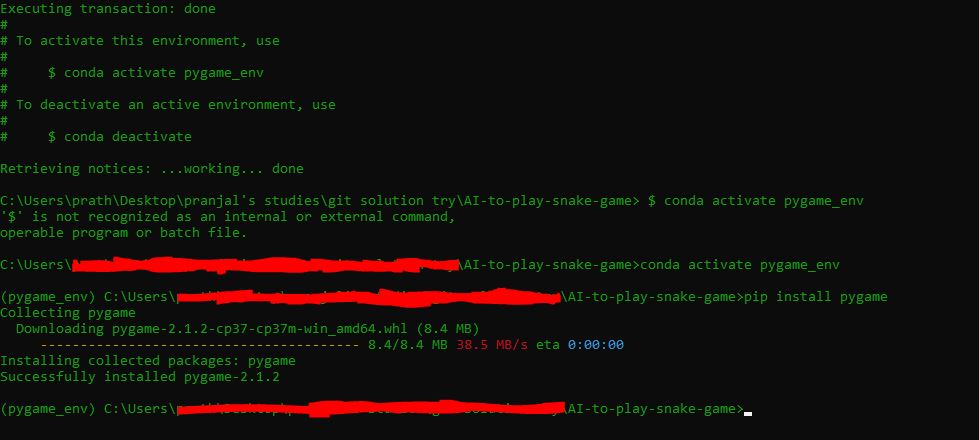 Executing transaction: done
#
# To activate this environment, use
#
#     $ conda activate pygame_env
#
# To deactivate an active environment, use
#
#     $ conda deactivate

Retrieving notices: ...working... done

C:\Users\prath\Desktop\pranjal's studies\git solution try\AI-to-play-snake-game> $ conda activate pygame_env
'$' is not recognized as an internal or external command,
operable program or batch file.

C:\Users\ \AI-to-play-snake-game>conda activate pygame_env

(pygame_env) C:\Users\ \AI-to-play-snake-game>pip install pygame
Collecting pygame
  Downloading pygame-2.1.2-cp37-cp37m-win_amd64.whl (8.4 MB)
     ---------------------------------------- 8.4/8.4 MB 38.5 MB/s eta 0:00:00
Installing collected packages: pygame
Successfully installed pygame-2.1.2

(pygame_env) C:\Users\ \AI-to-play-snake-game>